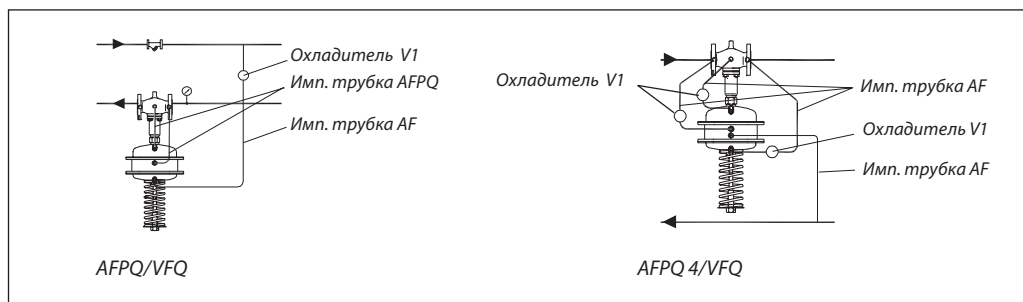 Охладитель V1
Имп. трубка AFPQ
Имп. трубка AF
AFPQ/VFQ
Охладитель V1
Имп. трубка AF
Охладитель V1
Имп. трубка AF
AFPQ 4/VFQ